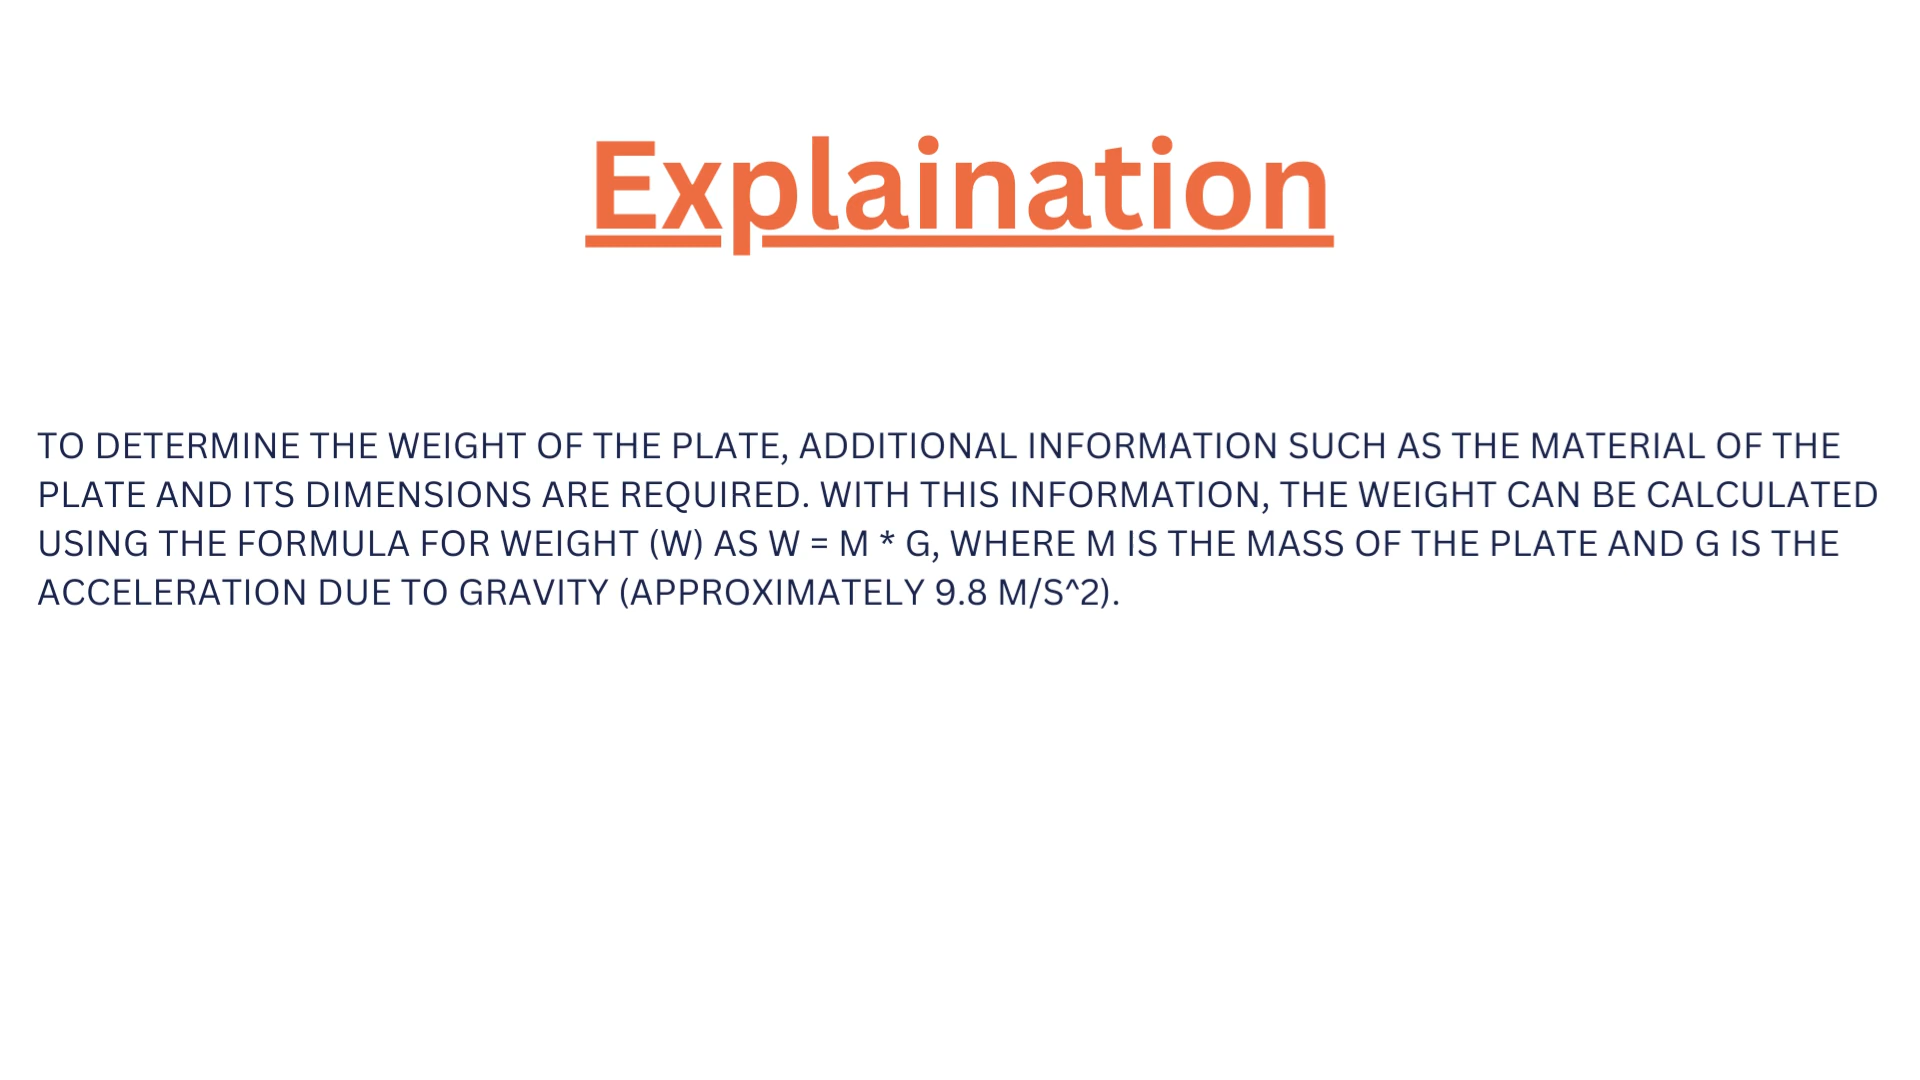 Explaination
TO DETERMINE THE WEIGHT OF THE PLATE, ADDITIONAL INFORMATION SUCH AS THE MATERIAL OF THE
PLATE AND ITS DIMENSIONS ARE REQUIRED. WITH THIS INFORMATION, THE WEIGHT CAN BE CALCULATED
USING THE FORMULA FOR WEIGHT (W) AS W = M * G, WHERE M IS THE MASS OF THE PLATE AND G IS THE
ACCELERATION DUE TO GRAVITY (APPROXIMATELY 9.8 M/S^2).